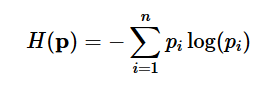 H(𝐩) = − ∑_{i=1}^{n} p_i log(p_i)